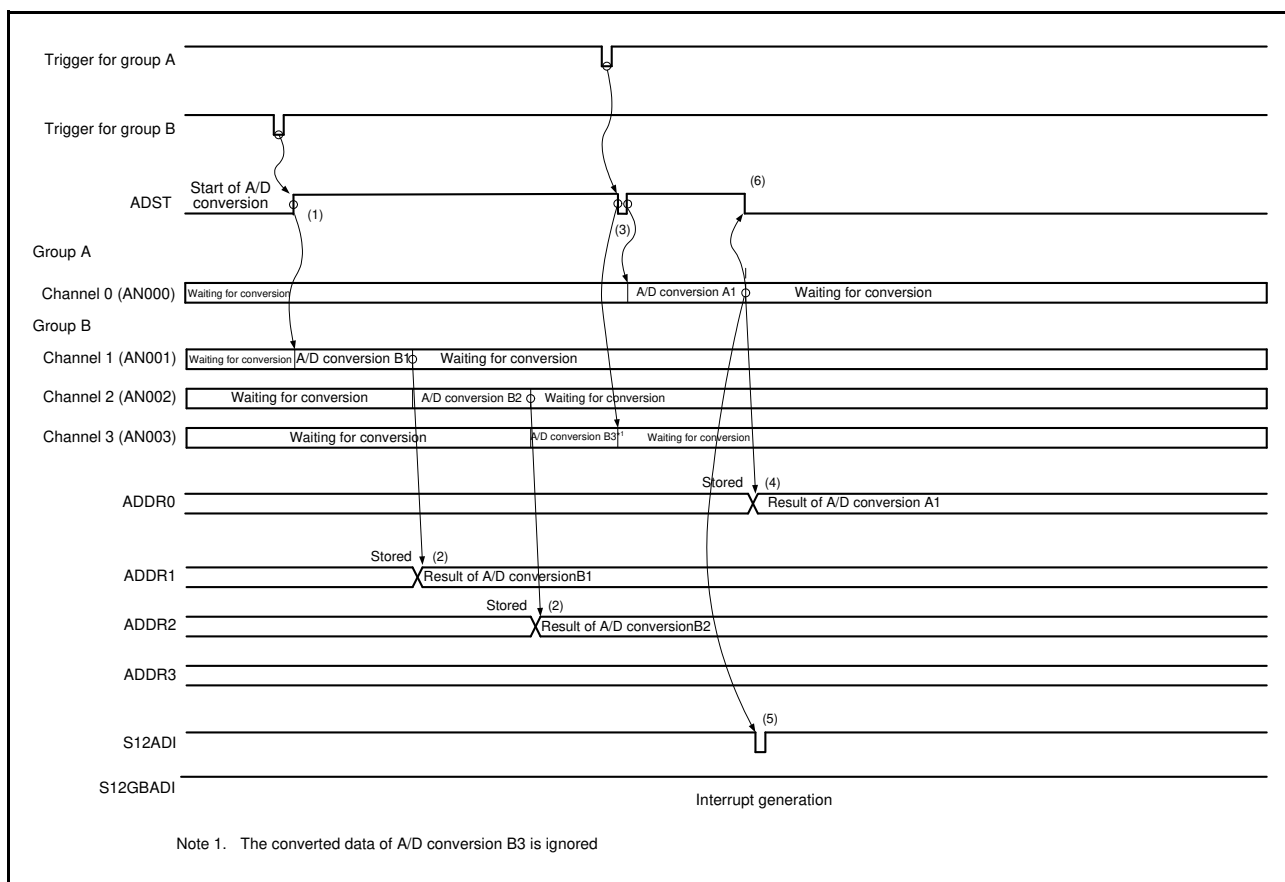 Trigger for group A
Trigger for group B
Start of A/D
conversion
ADST
(1)
(3)
(6)
Group A
Channel 0 (AN000)
Waiting for conversion
A/D conversion A1
Waiting for conversion
Group B
Channel 1 (AN001)
Waiting for conversion
A/D conversion B1
Waiting for conversion
Channel 2 (AN002)
Waiting for conversion
A/D conversion B2
Waiting for conversion
Channel 3 (AN003)
Waiting for conversion
A/D conversion B3*1
Waiting for conversion
Stored
(4)
ADDR0
Result of A/D conversion A1
Stored
(2)
ADDR1
Result of A/D conversionB1
Stored
(2)
ADDR2
Result of A/D conversionB2
ADDR3
(5)
S12ADI
S12GBADI
Interrupt generation
Note 1. The converted data of A/D conversion B3 is ignored